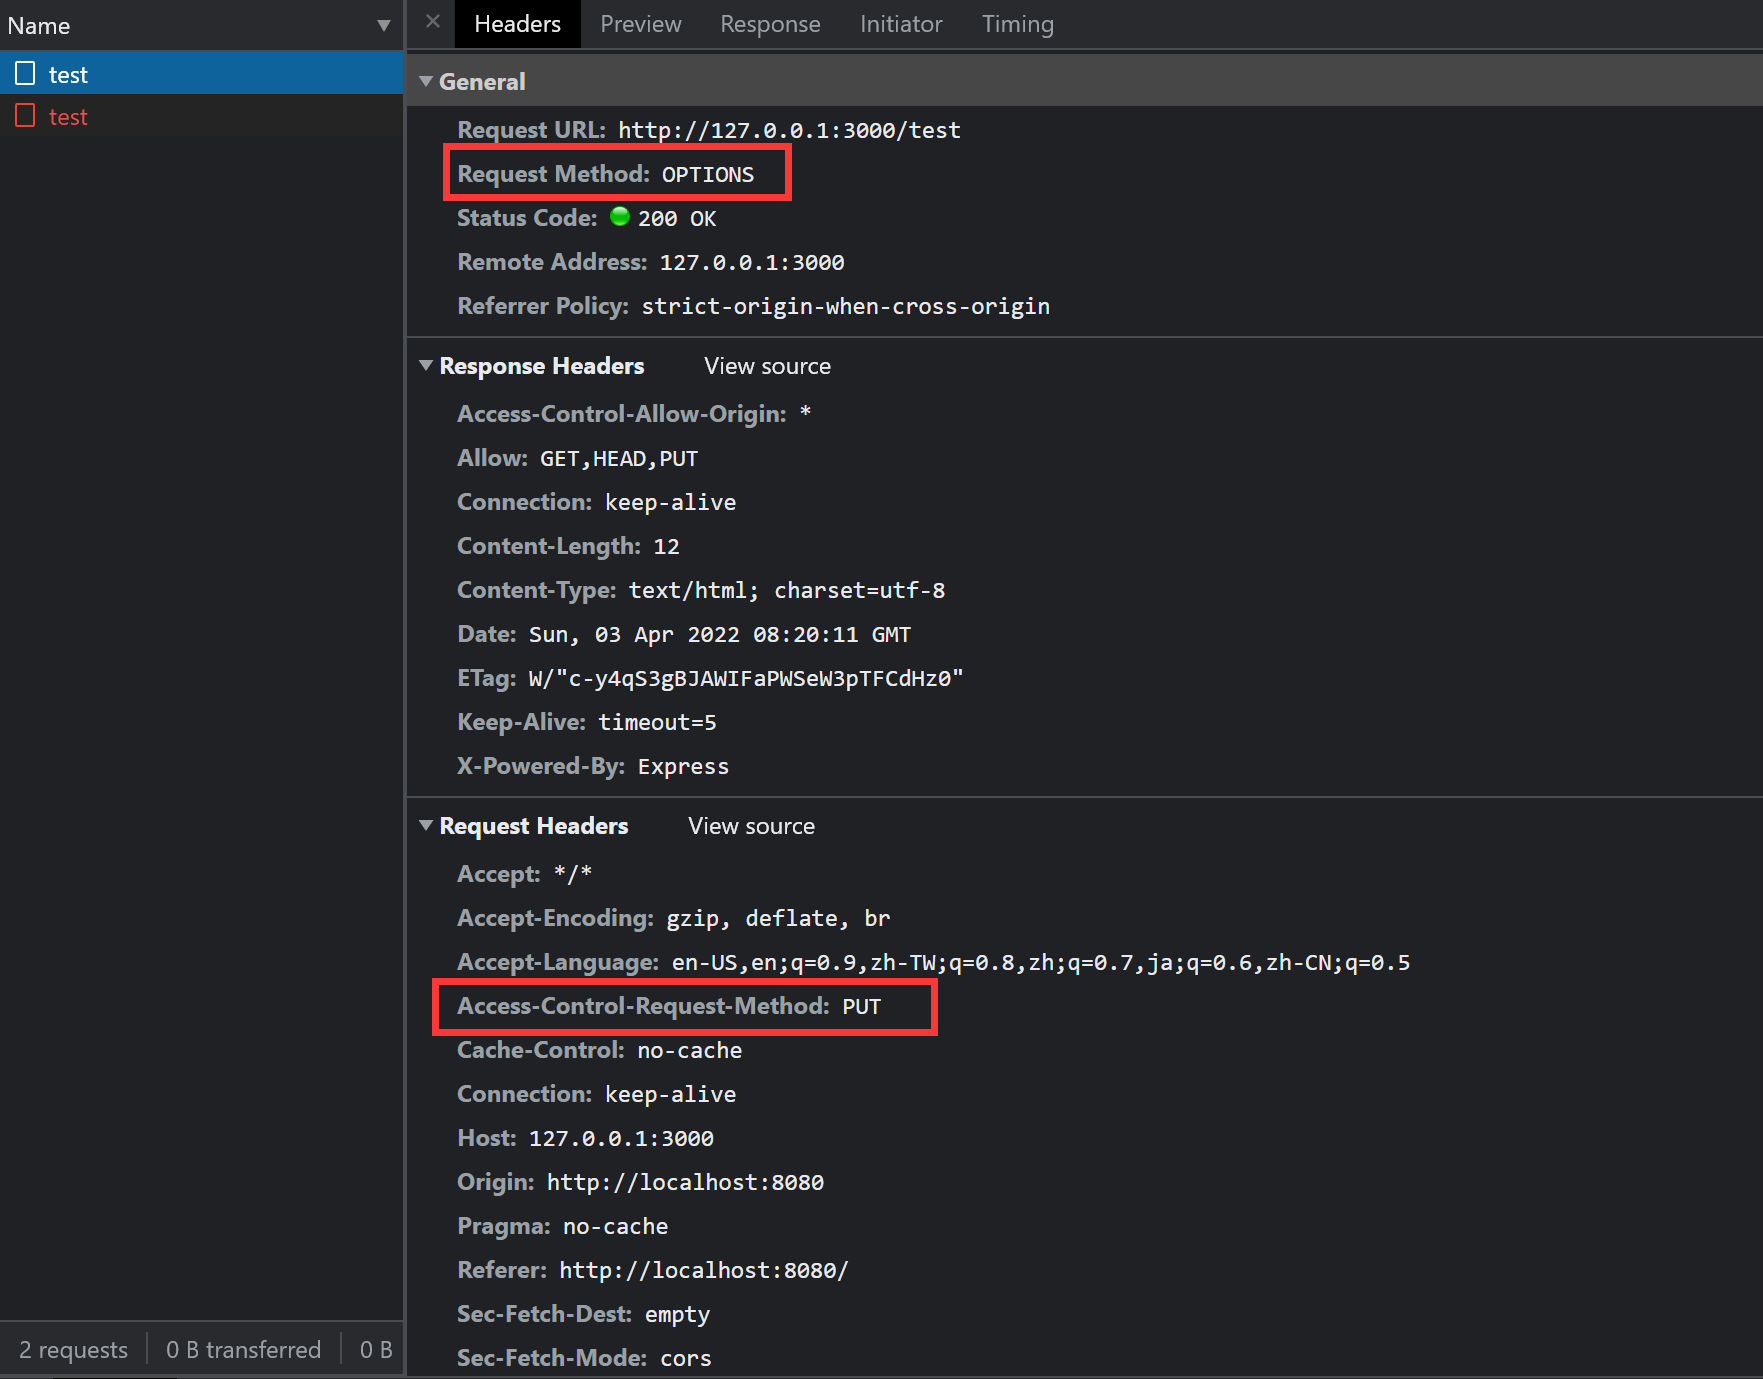 Name
test
test
2 requests 0 B transferred 0 B
Headers Preview Response Initiator Timing
General
Request URL: http://127.0.0.1:3000/test
Request Method: OPTIONS
Status Code: 200 OK
Remote Address: 127.0.0.1:3000
Referrer Policy: strict-origin-when-cross-origin
Response Headers View source
Access-Control-Allow-Origin: *
Allow: GET,HEAD,PUT
Connection: keep-alive
Content-Length: 12
Content-Type: text/html; charset=utf-8
Date: Sun, 03 Apr 2022 08:20:11 GMT
ETag: W/"c-y4qS3gBJAWIFaPWSeW3pTFCdHz0"
Keep-Alive: timeout=5
X-Powered-By: Express
Request Headers View source
Accept: */*
Accept-Encoding: gzip, deflate, br
Accept-Language: en-US,en;q=0.9,zh-TW;q=0.8,zh;q=0.7,ja;q=0.6,zh-CN;q=0.5
Access-Control-Request-Method: PUT
Cache-Control: no-cache
Connection: keep-alive
Host: 127.0.0.1:3000
Origin: http://localhost:8080
Pragma: no-cache
Referer: http://localhost:8080/
Sec-Fetch-Dest: empty
Sec-Fetch-Mode: cors